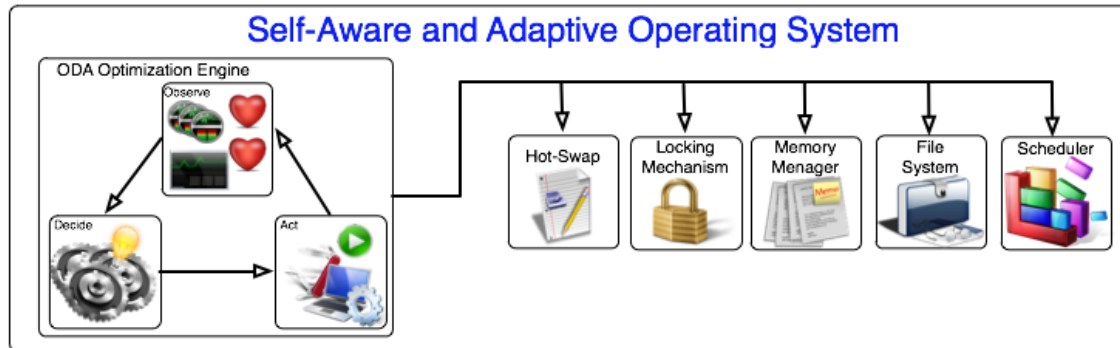 Self-Aware and Adaptive Operating System
ODA Optimization Engine
Observe
Decide
Act
Hot-Swap
Locking
Mechanism
Memory
Menager
Memo
File
System
Scheduler